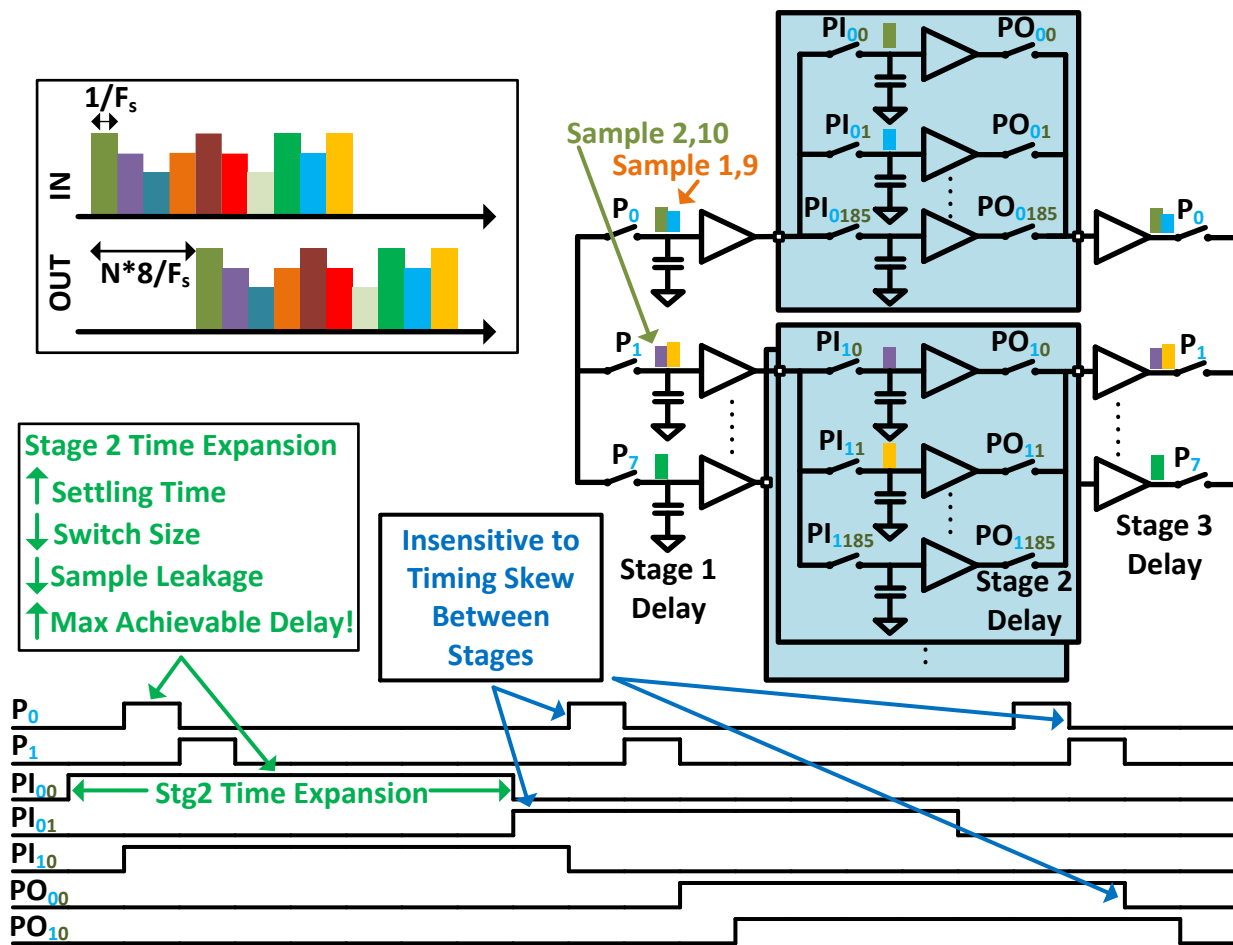 1/Fs
IN
N*8/Fs
OUT
Sample 2,10
Sample 1,9
P0
PI00
PO00
PI01
PO01
PI0185
PO0185
P0
P1
PI10
PO10
P1
P7
PI11
PO11
P7
PI1185
PO1185
Stage 1
Delay
Stage 2
Delay
Stage 3
Delay
Stage 2 Time Expansion
Settling Time
Switch Size
Sample Leakage
Max Achievable Delay!
Insensitive to
Timing Skew
Between
Stages
P0
P1
PI00
Stg2 Time Expansion
PI01
PI10
PO00
PO10